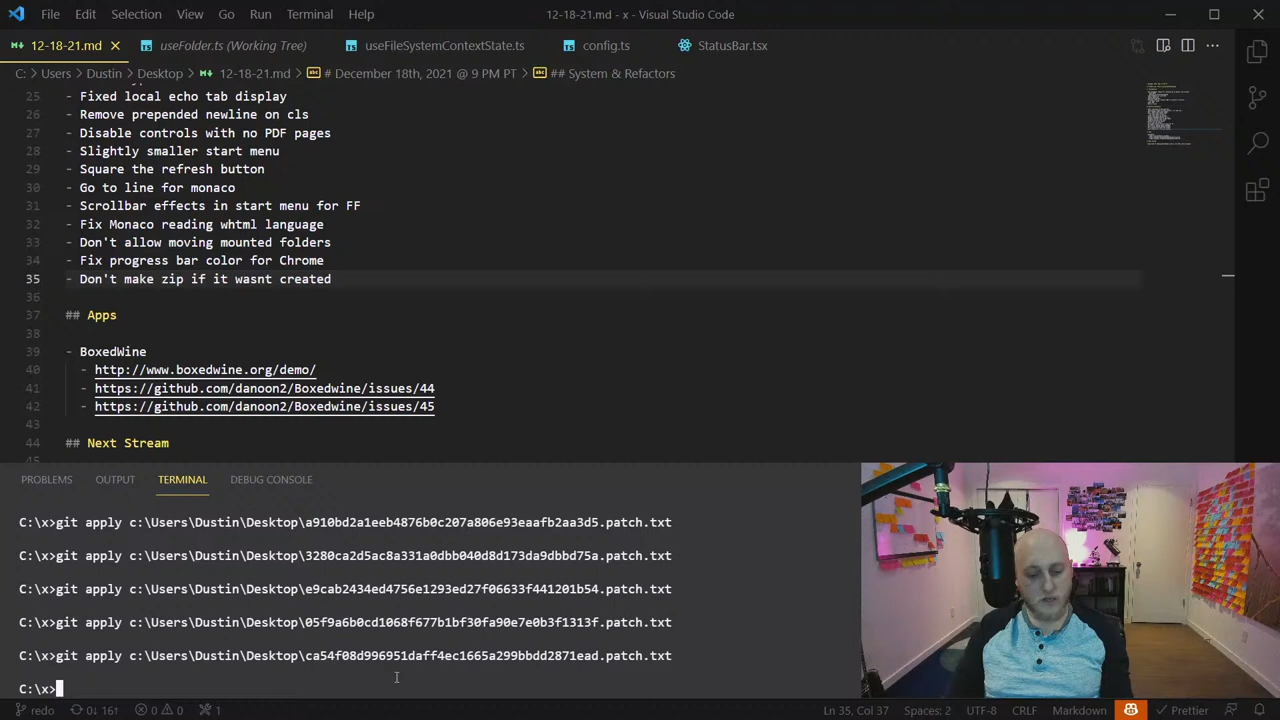 File Edit Selection View Go Run Terminal Help 12-18-21.md - x - Visual Studio Code
12-18-21.md useFolder.ts (Working Tree) useFileSystemContextState.ts config.ts StatusBar.tsx
C: > Users > Dustin > Desktop > 12-18-21.md > # December 18th, 2021 @ 9 PM PT > ## System & Refactors
25 - Fixed local echo tab display
26 - Remove prepended newline on cls
27 - Disable controls with no PDF pages
28 - Slightly smaller start menu
29 - Square the refresh button
30 - Go to line for monaco
31 - Scrollbar effects in start menu for FF
32 - Fix Monaco reading whtml language
33 - Don't allow moving mounted folders
34 - Fix progress bar color for Chrome
35 - Don't make zip if it wasnt created
36
37 ## Apps
38
39 - BoxedWine
40 - http://www.boxedwine.org/demo/
41 - https://github.com/danoon2/Boxedwine/issues/44
42 - https://github.com/danoon2/Boxedwine/issues/45
43
44 ## Next Stream
45
PROBLEMS OUTPUT TERMINAL DEBUG CONSOLE
C:\x>git apply c:\Users\Dustin\Desktop\a910bd2a1eeb4876b0c207a806e93eaafb2aa3d5.patch.txt
C:\x>git apply c:\Users\Dustin\Desktop\3280ca2d5ac8a331a0dbb040d8d173da9dbbd75a.patch.txt
C:\x>git apply c:\Users\Dustin\Desktop\e9cab2434ed4756e1293ed27f06633f441201b54.patch.txt
C:\x>git apply c:\Users\Dustin\Desktop\05f9a6b0cd1068f677b1bf30fa90e7e0b3f1313f.patch.txt
C:\x>git apply c:\Users\Dustin\Desktop\ca54f08d996951daff4ec1665a299bbdd2871ead.patch.txt
C:\x>
redo 0↓ 16↑ 0 0 1 Ln 35, Col 37 Spaces: 2 UTF-8 CRLF Markdown Prettier